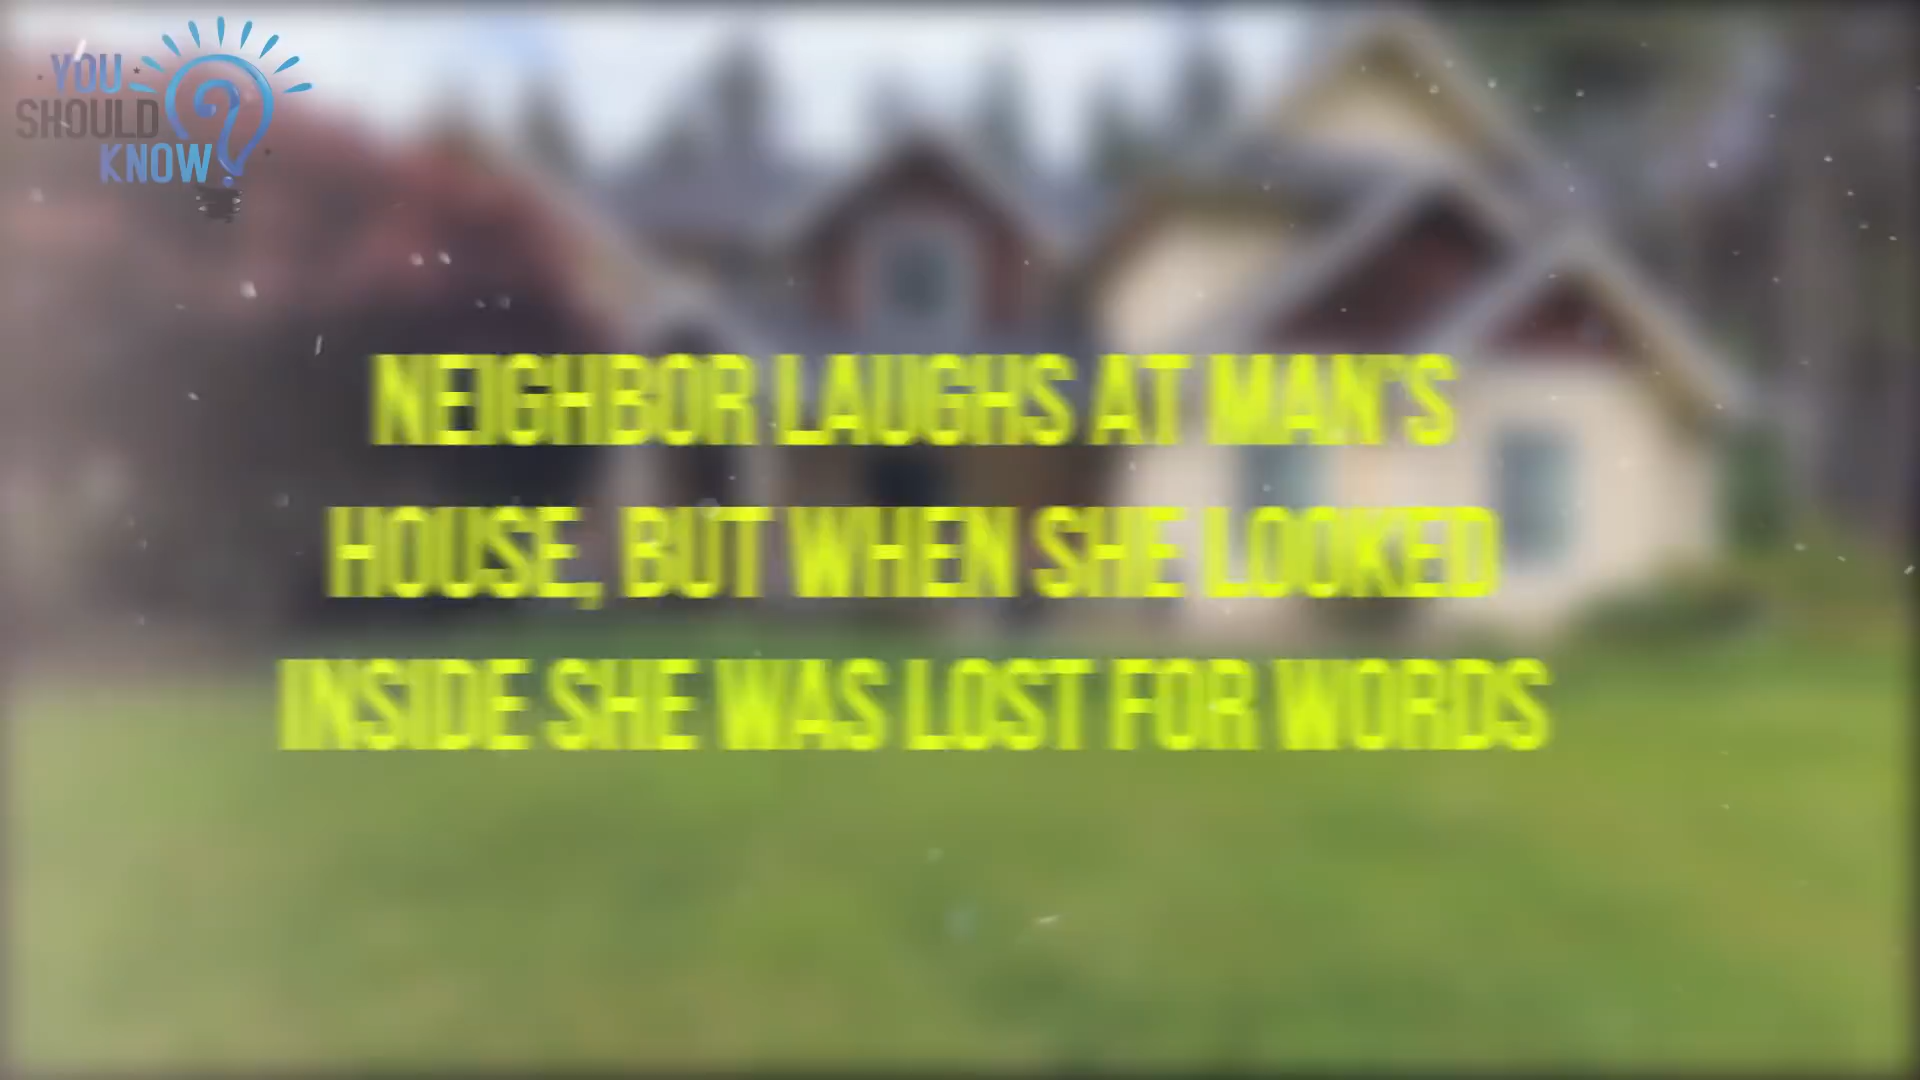 YOU
SHOULD
KNOW
NEIGHBOR LAUGHS AT MAN'S
HOUSE, BUT WHEN SHE LOOKED
INSIDE SHE WAS LOST FOR WORDS